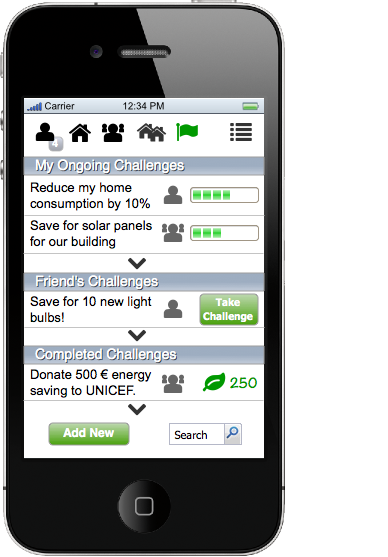 Carrier 12:34 PM
4
My Ongoing Challenges
Reduce my home
consumption by 10%
Save for solar panels
for our building
Friend's Challenges
Save for 10 new light
bulbs!
Take
Challenge
Completed Challenges
Donate 500 € energy
saving to UNICEF.
250
Add New
Search